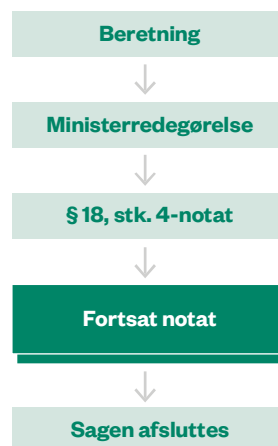 Beretning
Ministerredegørelse
§ 18, stk. 4-notat
Fortsat notat
Sagen afsluttes